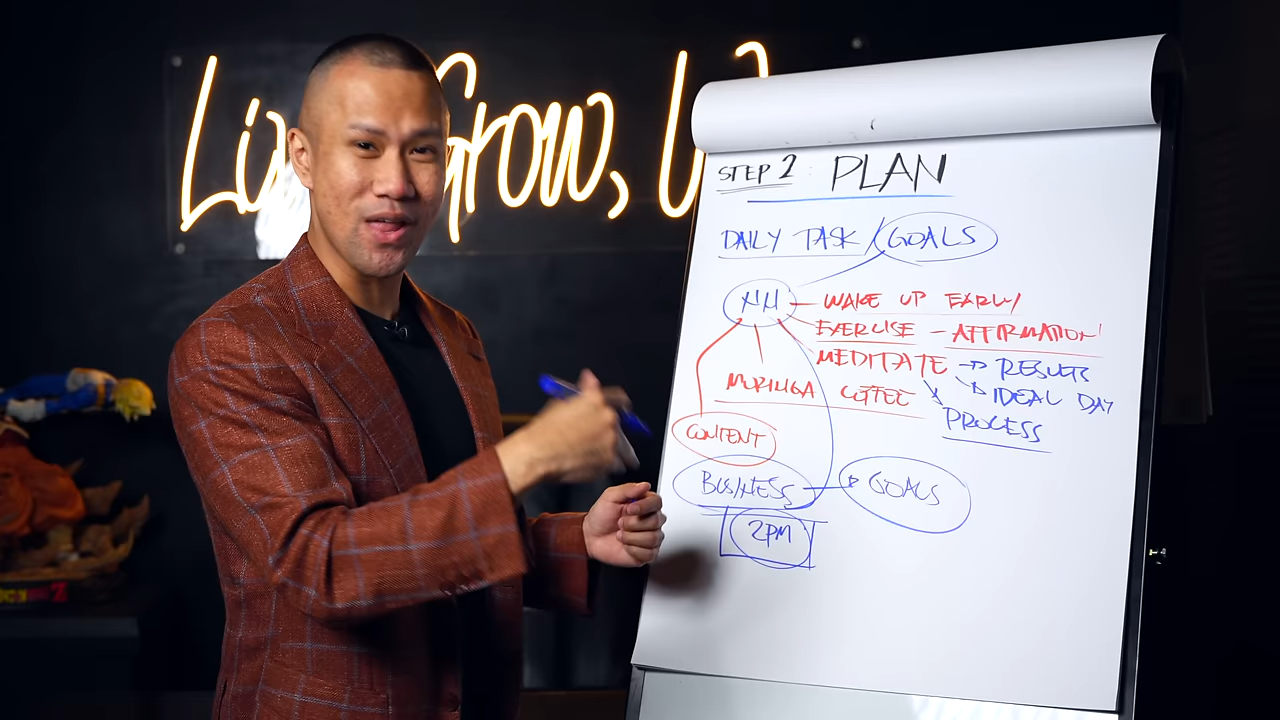 Grow,
STEP 2 : PLAN
DAILY TASK / GOALS
WAKE UP EARLY
EXERCISE - AFFIRMATION
MEDITATE → RESULTS
IDEAL DAY
PROCESS
MORINGA COFFEE
CONTENT
BUSINESS → GOALS
2PM